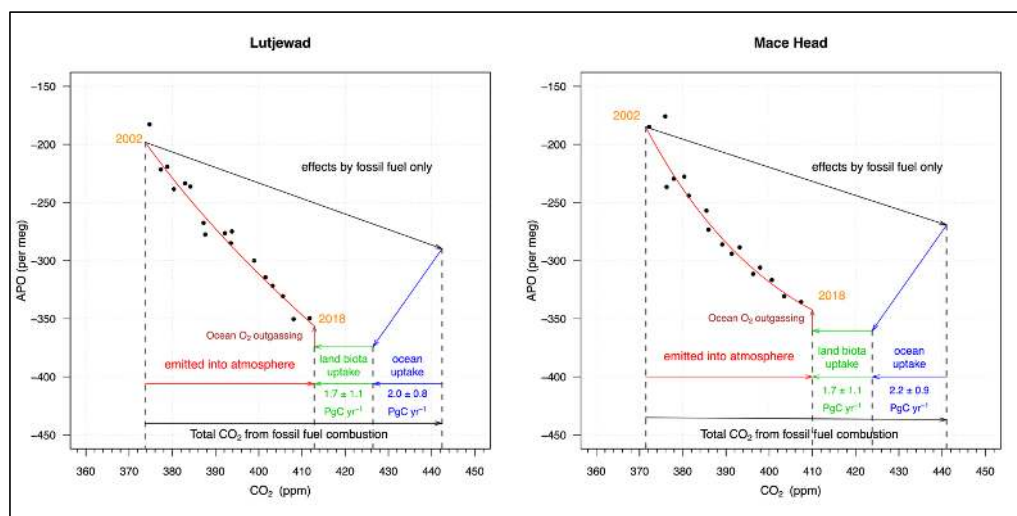 Lutjewad
−150
−200
−250
−300
−350
−400
−450
APO (per meg)
2002
effects by fossil fuel only
2018
Ocean O₂ outgassing
emitted into atmosphere
land biota
uptake
ocean
uptake
1.7 ± 1.1
PgC yr⁻¹
2.0 ± 0.8
PgC yr⁻¹
Total CO₂ from fossil fuel combustion
360 370 380 390 400 410 420 430 440 450
CO₂ (ppm)
Mace Head
−150
−200
−250
−300
−350
−400
−450
APO (per meg)
2002
effects by fossil fuel only
2018
Ocean O₂ outgassing
emitted into atmosphere
land biota
uptake
ocean
uptake
1.7 ± 1.1
PgC yr⁻¹
2.2 ± 0.9
PgC yr⁻¹
Total CO₂ from fossil fuel combustion
360 370 380 390 400 410 420 430 440 450
CO₂ (ppm)